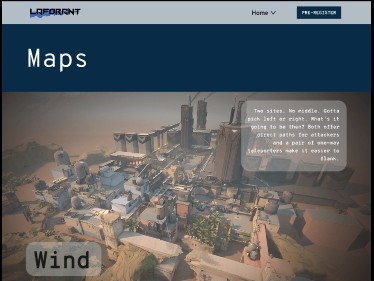 LAFORANT
Home
PRE-REGISTER
Maps
Two sites. No middle. Gotta
pick left or right. What's it
going to be then? Both offer
direct paths for attackers
and a pair of one-way
teleporters make it easier to
flank.
Wind